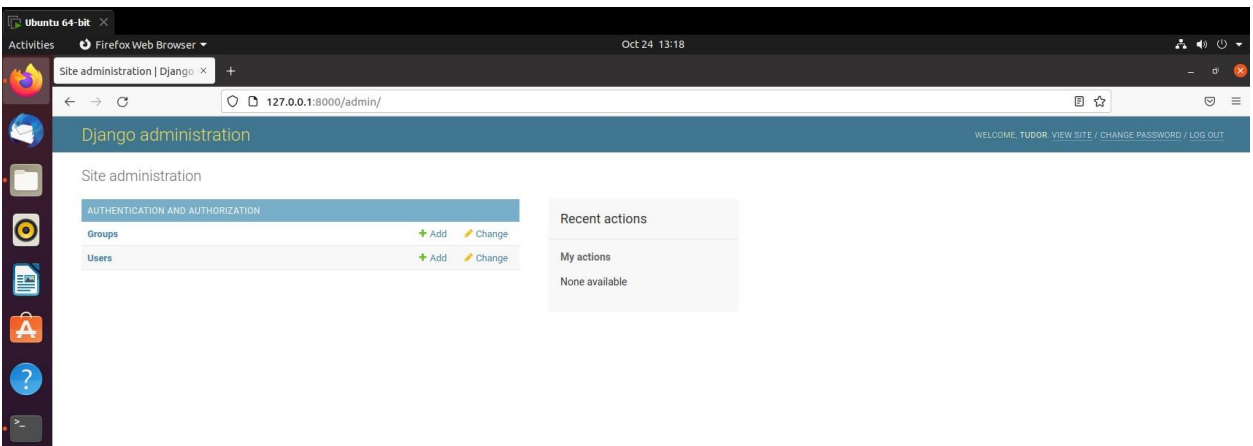 Ubuntu 64-bit
Activities Firefox Web Browser Oct 24 13:18
Site administration | Django
127.0.0.1:8000/admin/
Django administration
WELCOME, TUDOR. VIEW SITE / CHANGE PASSWORD / LOG OUT
Site administration
AUTHENTICATION AND AUTHORIZATION
Groups + Add Change
Users + Add Change
Recent actions
My actions
None available